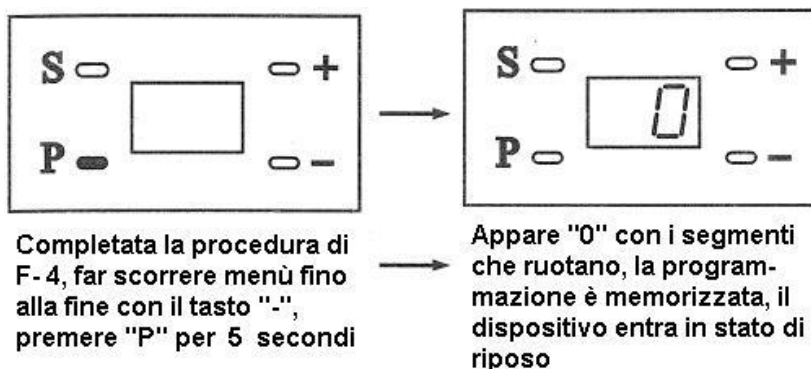 S +
P -
S 0 +
P -
Completata la procedura di
F-4, far scorrere menù fino
alla fine con il tasto "-",
premere "P" per 5 secondi
Appare "0" con i segmenti
che ruotano, la program-
mazione è memorizzata, il
dispositivo entra in stato di
riposo